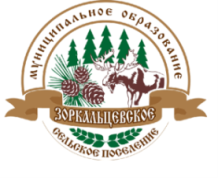 МУНИЦИПАЛЬНОЕ ОБРАЗОВАНИЕ
ЗОРКАЛЬЦЕВСКОЕ
СЕЛЬСКОЕ ПОСЕЛЕНИЕ